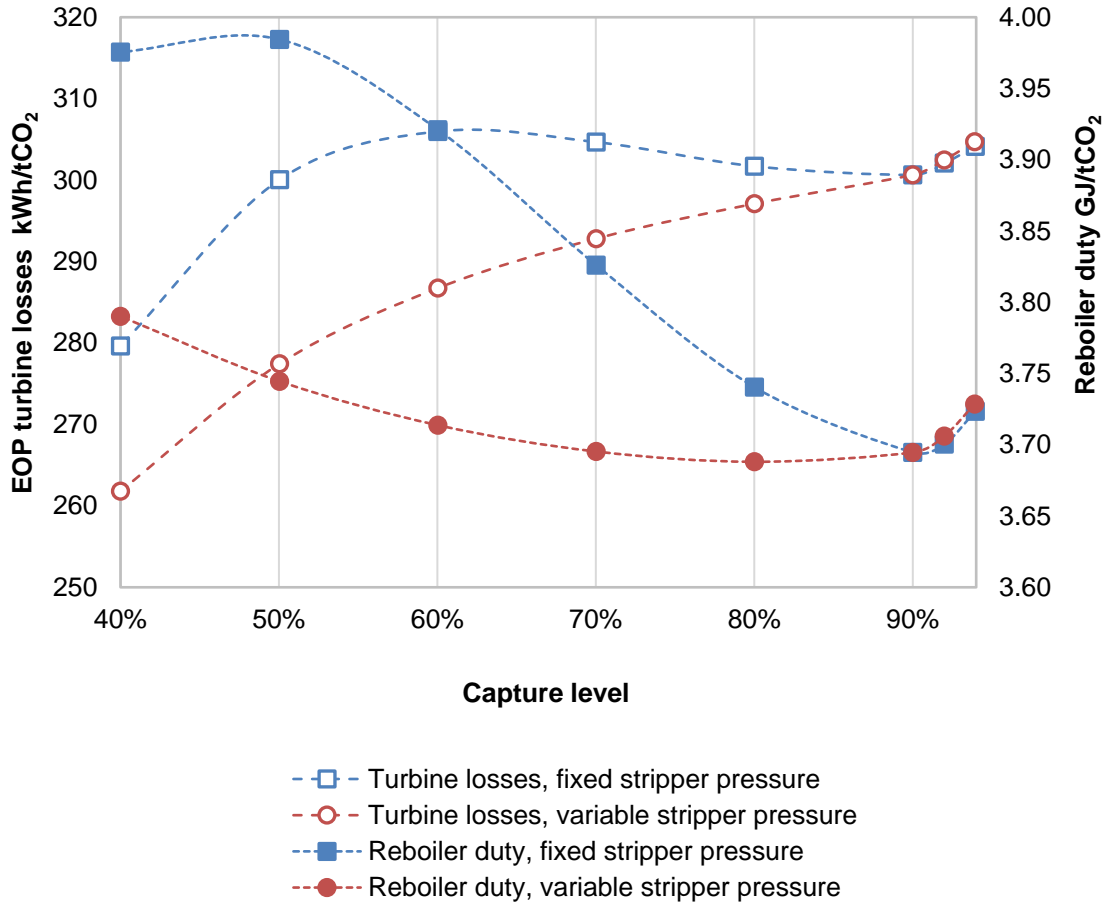 320
310
300
290
280
270
260
250
EOP turbine losses kWh/tCO₂
4.00
3.95
3.90
3.85
3.80
3.75
3.70
3.65
3.60
Reboiler duty GJ/tCO₂
40% 50% 60% 70% 80% 90%
Capture level
Turbine losses, fixed stripper pressure
Turbine losses, variable stripper pressure
Reboiler duty, fixed stripper pressure
Reboiler duty, variable stripper pressure